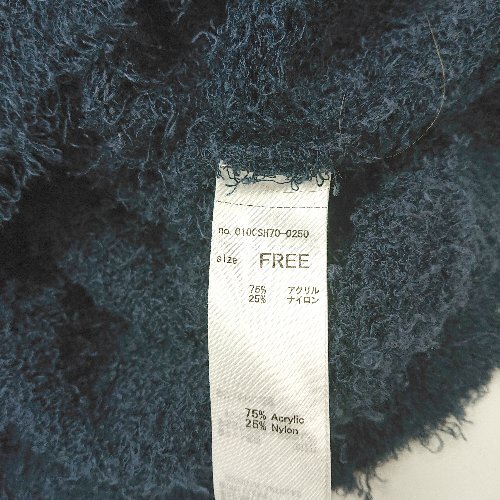 no. 010CSH70-0250
size FREE
75% アクリル
25% ナイロン
75% Acrylic
25% Nylon